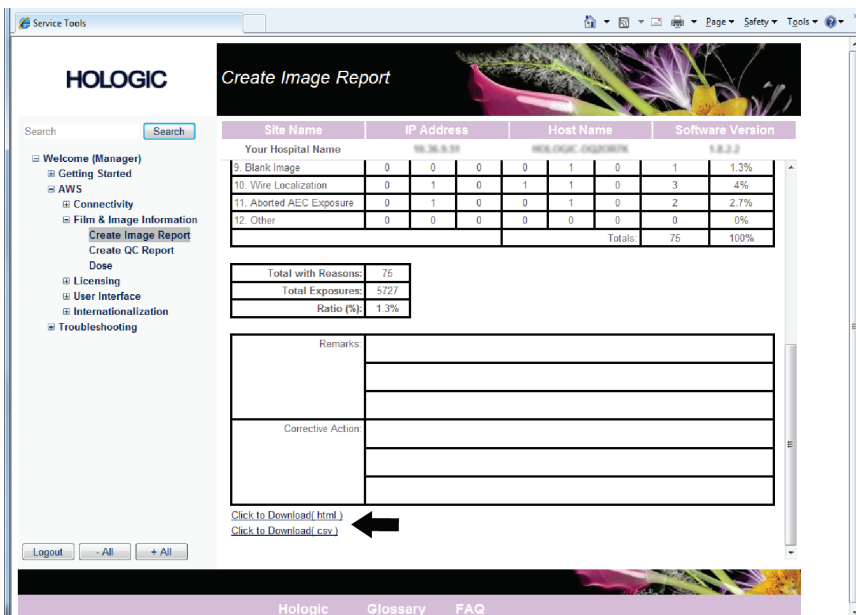 Service Tools
Page Safety Tools
HOLOGIC
Create Image Report
Search Search
Welcome (Manager)
Getting Started
AWS
Connectivity
Film & Image Information
Create Image Report
Create QC Report
Dose
Licensing
User Interface
Internationalization
Troubleshooting
Logout - All + All
Site Name IP Address Host Name Software Version
Your Hospital Name 1.8.2.2
9. Blank Image 0 0 0 0 1 0 1 1.3%
10. Wire Localization 0 1 0 1 1 0 3 4%
11. Aborted AEC Exposure 0 1 0 0 1 0 2 2.7%
12. Other 0 0 0 0 0 0 0 0%
Totals: 75 100%
Total with Reasons: 75
Total Exposures: 5727
Ratio (%): 1.3%
Remarks:
Corrective Action:
Click to Download( html )
Click to Download( csv )
Hologic Glossary FAQ